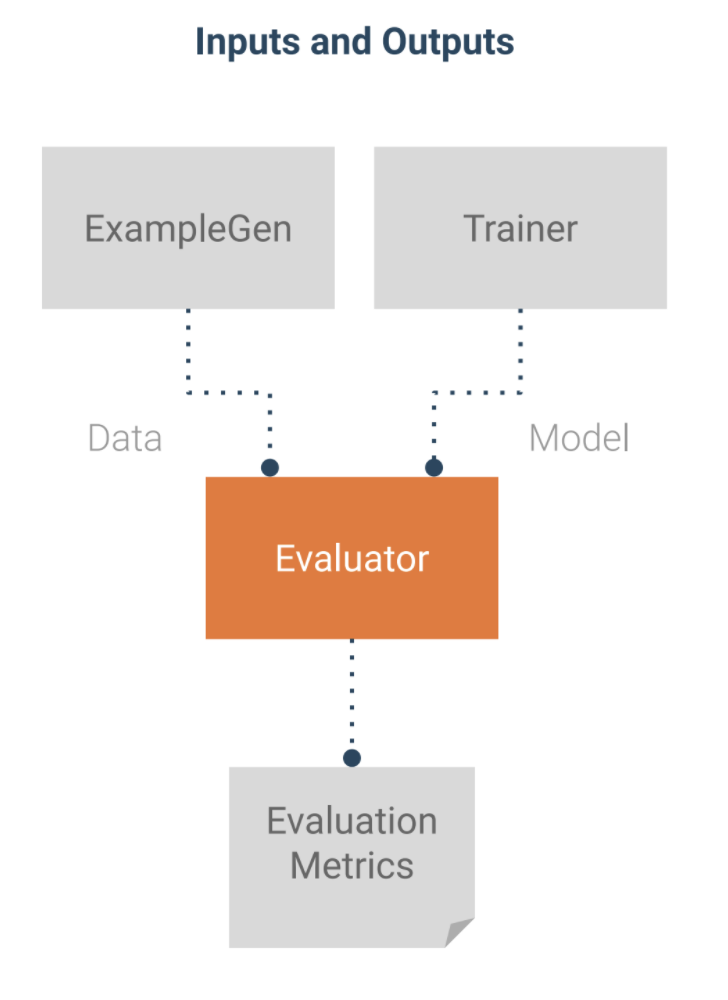 Inputs and Outputs
ExampleGen
Trainer
Data
Model
Evaluator
Evaluation
Metrics